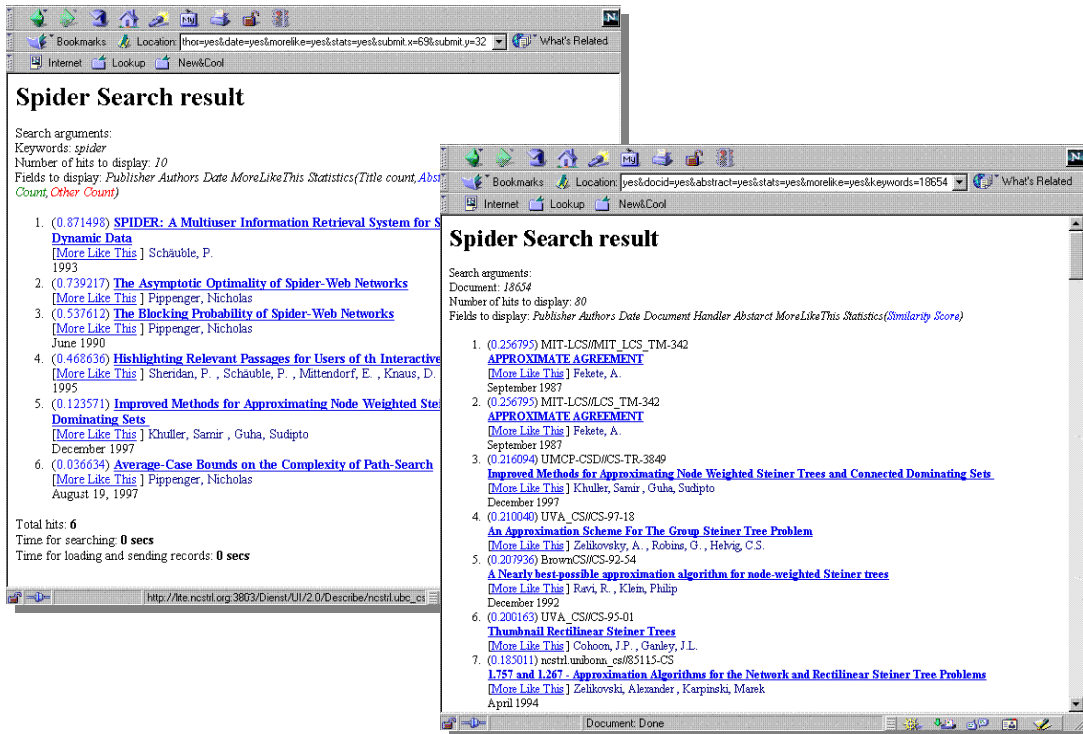 Bookmarks Location: thor=yes&date=yes&morelike=yes&stats=yes&submit.x=69&submit.y=32 What's Related
Internet Lookup New&Cool
Spider Search result
Search arguments:
Keywords: spider
Number of hits to display: 10
Fields to display: Publisher Authors Date MoreLikeThis Statistics(Title count,Abs
Count,Other Count)
1. (0.871498) SPIDER: A Multiuser Information Retrieval System for S
Dynamic Data
[More Like This ] Schäuble, P.
1993
2. (0.739217) The Asymptotic Optimality of Spider-Web Networks
[More Like This ] Pippenger, Nicholas
3. (0.537612) The Blocking Probability of Spider-Web Networks
[More Like This ] Pippenger, Nicholas
June 1990
4. (0.468636) Hishlighting Relevant Passages for Users of th Interactive
[More Like This ] Sheridan, P. , Schäuble, P. , Mittendorf, E. , Knaus, D.
1995
5. (0.123571) Improved Methods for Approximating Node Weighted Ste
Dominating Sets
[More Like This ] Khuller, Samir , Guha, Sudipto
December 1997
6. (0.036634) Average-Case Bounds on the Complexity of Path-Search
[More Like This ] Pippenger, Nicholas
August 19, 1997
Total hits: 6
Time for searching: 0 secs
Time for loading and sending records: 0 secs
http://lite.ncstrl.org:3803/Dienst/UI/2.0/Describe/ncstrl.ubc_cs
Bookmarks Location: yes&docid=yes&abstract=yes&stats=yes&morelike=yes&keywords=18654 What's Related
Internet Lookup New&Cool
Spider Search result
Search arguments:
Document: 18654
Number of hits to display: 80
Fields to display: Publisher Authors Date Document Handler Abstarct MoreLikeThis Statistics(Similarity Score)
1. (0.256795) MIT-LCS//MIT_LCS_TM-342
APPROXIMATE AGREEMENT
[More Like This ] Fekete, A.
September 1987
2. (0.256795) MIT-LCS//LCS_TM-342
APPROXIMATE AGREEMENT
[More Like This ] Fekete, A.
September 1987
3. (0.216094) UMCP-CSD//CS-TR-3849
Improved Methods for Approximating Node Weighted Steiner Trees and Connected Dominating Sets
[More Like This ] Khuller, Samir , Guha, Sudipto
December 1997
4. (0.210040) UVA_CS//CS-97-18
An Approximation Scheme For The Group Steiner Tree Problem
[More Like This ] Zelikovsky, A. , Robins, G. , Helvig, C.S.
5. (0.207936) BrownCS//CS-92-54
A Nearly best-possible approximation algorithm for node-weighted Steiner trees
[More Like This ] Ravi, R. , Klein, Philip
December 1992
6. (0.200163) UVA_CS//CS-95-01
Thumbnail Rectilinear Steiner Trees
[More Like This ] Cohoon, J.P. , Ganley, J.L.
7. (0.185011) ncstrl.unibonn_cs//85115-CS
1.757 and 1.267 - Approximation Algorithms for the Network and Rectilinear Steiner Tree Problems
[More Like This ] Zelikovski, Alexander , Karpinski, Marek
April 1994
Document: Done